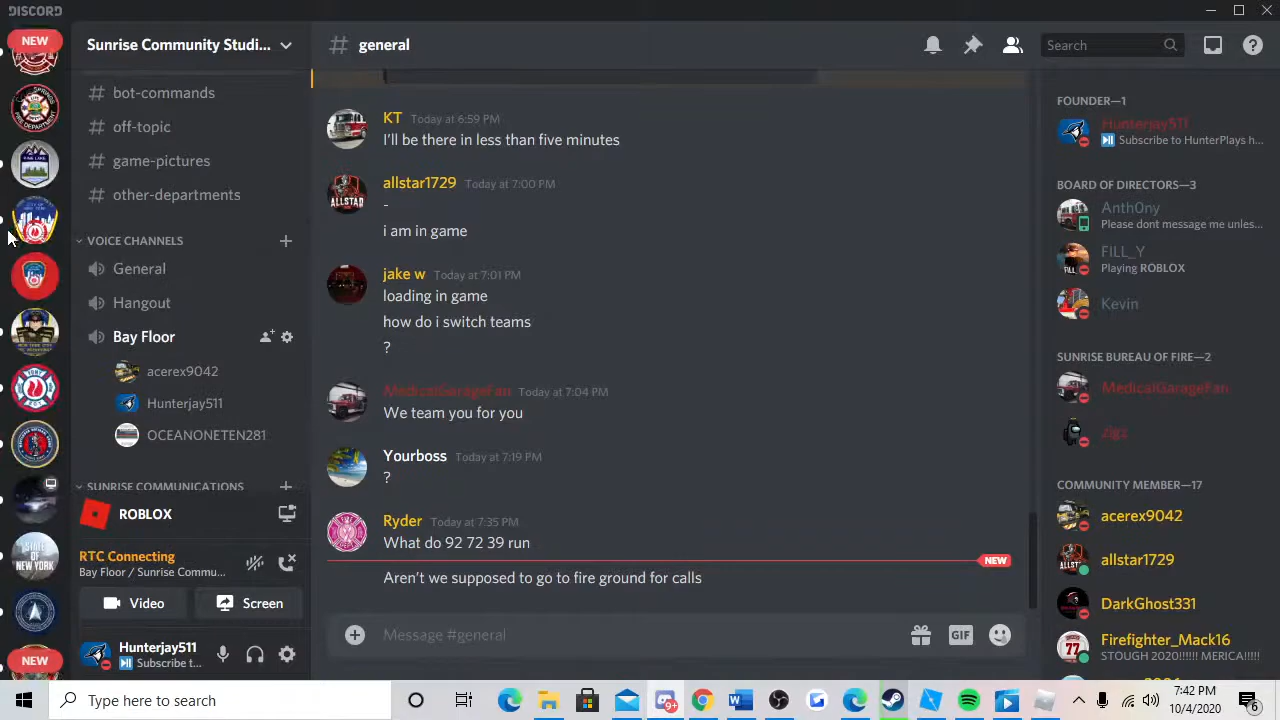 DISCORD
NEW
Sunrise Community Studi...
general
Search
bot-commands
off-topic
game-pictures
other-departments
VOICE CHANNELS
General
Hangout
Bay Floor
acerex9042
Hunterjay511
OCEANONETEN281
SUNRISE COMMUNICATIONS
ROBLOX
RTC Connecting
Bay Floor / Sunrise Commu...
Video
Screen
NEW
Hunterjay511
Subscribe t...
KT Today at 6:59 PM
I'll be there in less than five minutes
allstar1729 Today at 7:00 PM
-
i am in game
jake w Today at 7:01 PM
loading in game
how do i switch teams
?
MedicalGarageFan Today at 7:04 PM
We team you for you
Yourboss Today at 7:19 PM
?
Ryder Today at 7:35 PM
What do 92 72 39 run
NEW
Aren't we supposed to go to fire ground for calls
Message #general
GIF
FOUNDER—1
Hunterjay511
Subscribe to HunterPlays h...
BOARD OF DIRECTORS—3
Anth0ny
Please dont message me unles...
FILL_Y
Playing ROBLOX
Kevin
SUNRISE BUREAU OF FIRE—2
MedicalGarageFan
zigz
COMMUNITY MEMBER—17
acerex9042
allstar1729
DarkGhost331
Firefighter_Mack16
STOUGH 2020!!!!!! MERICA!!!!!
Type here to search
9+
7:42 PM
10/4/2020
6